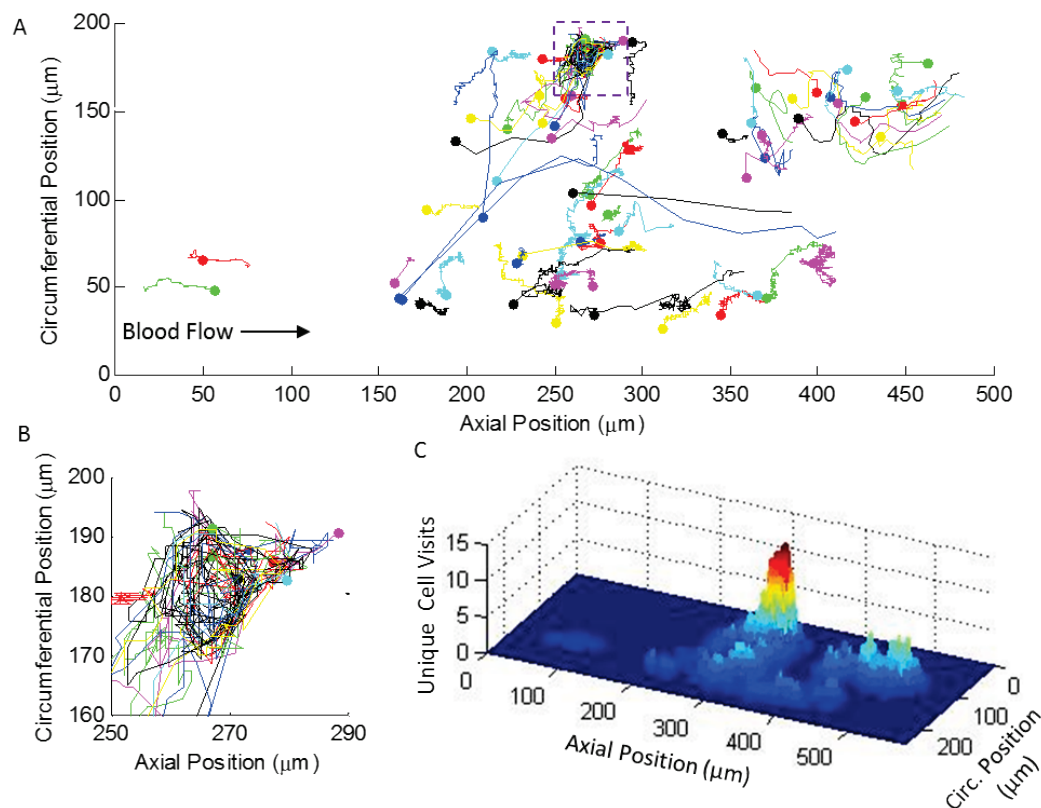 A
Circumferential Position (μm)
200
150
100
50
0
Blood Flow
0 50 100 150 200 250 300 350 400 450 500
Axial Position (μm)
B
Circumferential Position (μm)
200
190
180
170
160
250 270 290
Axial Position (μm)
C
Unique Cell Visits
15
10
5
0
0
100
200
300
400
500
Axial Position (μm)
0
100
200
Circ. Position
(μm)